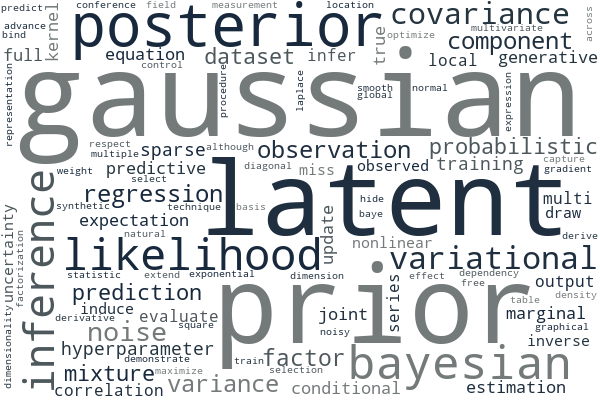 predict conference field measurement location
advance
bind
kernel
posterior
covariance
multivariate
across
full
equation
dataset
infer
true
optimize
component
local
generative
representation
gaussian
control
procedure
laplace
smooth
global
normal
expression
respect
multiple
sparse
although
observation
probabilistic
weight
predictive
diagonal
miss
observed
training
capture
gradient
select
synthetic
technique
basis
regression
latent
hide
baye
multi
draw
expectation
natural
update
nonlinear
derive
inference
uncertainty
factorization
dimensionality
likelihood
variational
statistic
extend
exponential
dimension
effect
dependency
free
output
prediction
prior
series
table
density
induce
derivative
evaluate
square
joint
noisy
marginal
graphical
noise
inverse
hyperparameter
demonstrate
train
factor
bayesian
mixture
maximize
selection
correlation
variance
conditional
estimation